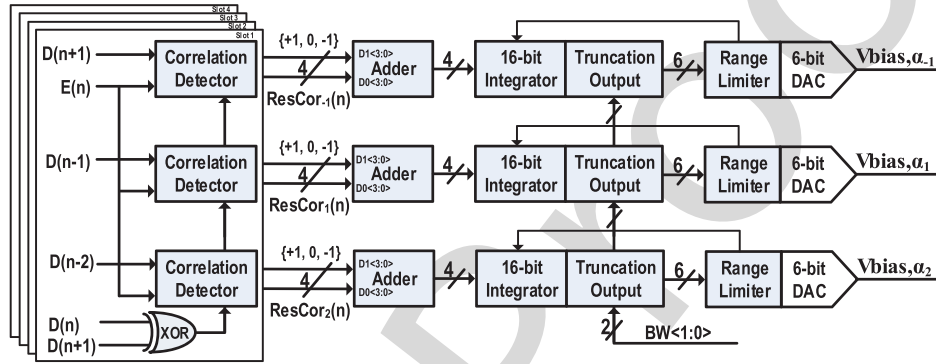 Slot 4
Slot 3
Slot 2
Slot 1
D(n+1)
E(n)
Correlation Detector
{+1, 0, -1}
4
ResCor-1(n)
D1<3:0>
Adder
D0<3:0>
4
16-bit Integrator
Truncation Output
6
Range Limiter
6-bit DAC
Vbias,α-1
D(n-1)
Correlation Detector
{+1, 0, -1}
4
ResCor1(n)
D1<3:0>
Adder
D0<3:0>
4
16-bit Integrator
Truncation Output
6
Range Limiter
6-bit DAC
Vbias,α1
D(n-2)
Correlation Detector
{+1, 0, -1}
4
ResCor2(n)
D1<3:0>
Adder
D0<3:0>
4
16-bit Integrator
Truncation Output
6
Range Limiter
6-bit DAC
Vbias,α2
D(n)
D(n+1)
XOR
2
BW<1:0>